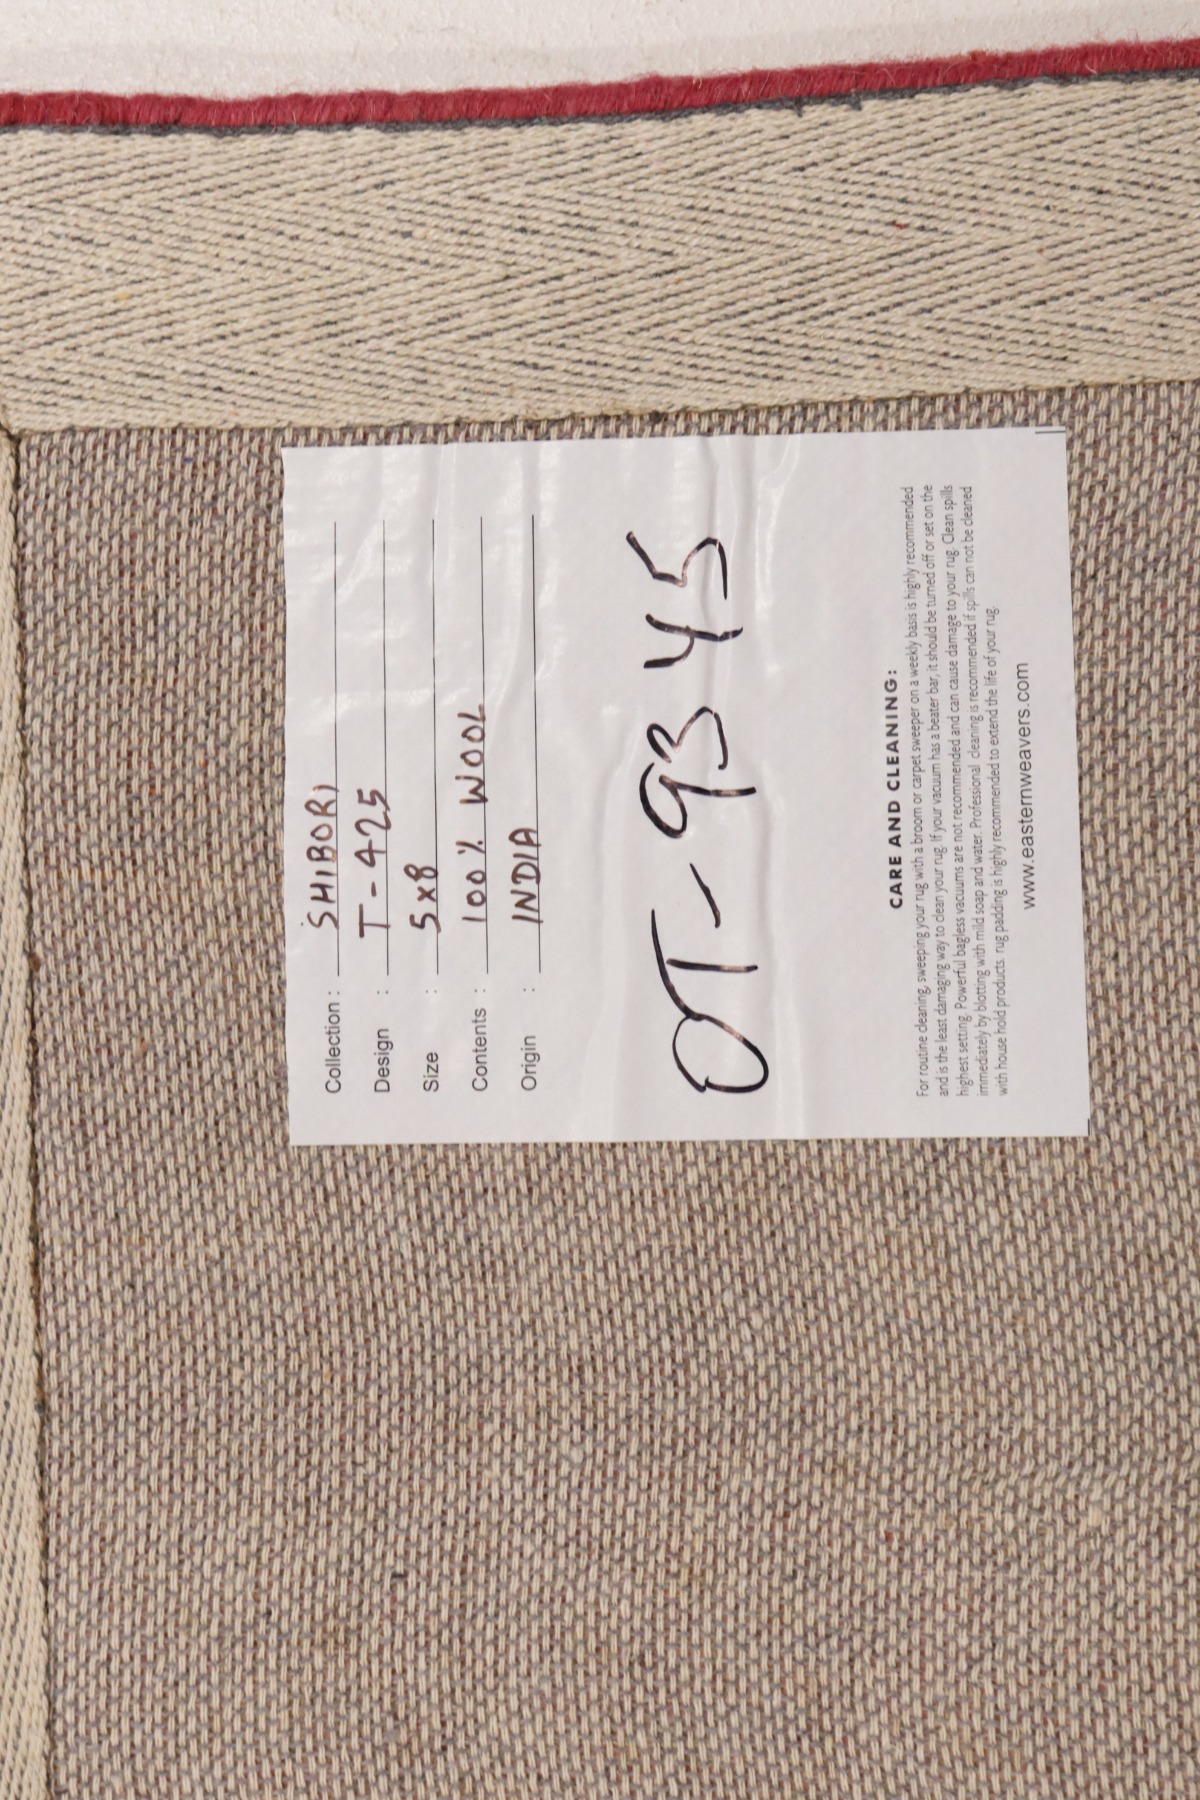 Collection : SHIBORI
Design : T-425
Size : 5x8
Contents : 100% WOOL
Origin : INDIA
OT-9345
CARE AND CLEANING:
For routine cleaning, sweeping your rug with a broom or carpet sweeper on a weekly basis is highly recommended
and is the least damaging way to clean your rug. If your vacuum has a beater bar, it should be turned off or set on the
highest setting. Powerful bagless vacuums are not recommended and can cause damage to your rug. Clean spills
immediately by blotting with mild soap and water. Professional cleaning is recommended if spills can not be cleaned
with house hold products. rug padding is highly recommended to extend the life of your rug.
www.easternweavers.com